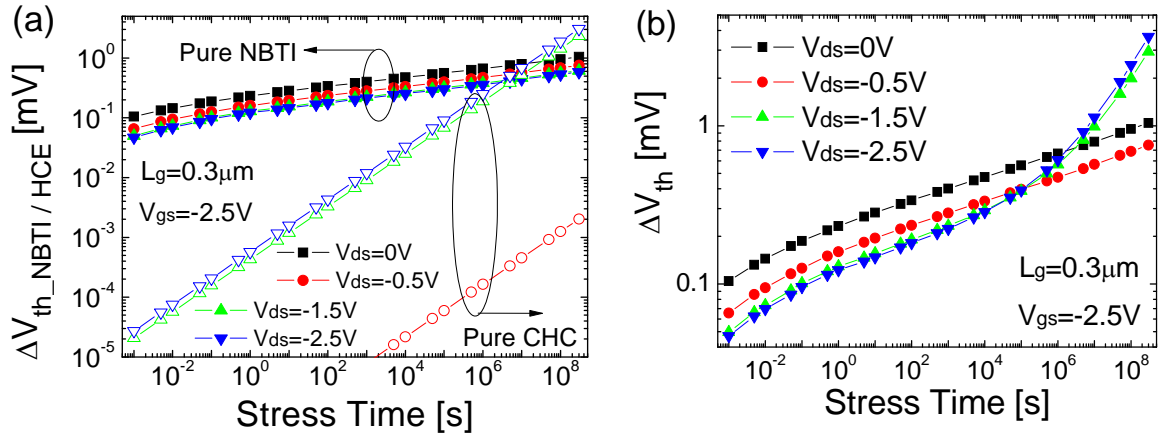 (a)
ΔV_th_NBTI / HCE [mV]
10^0
10^-1
10^-2
10^-3
10^-4
10^-5
Pure NBTI
L_g=0.3μm
V_gs=-2.5V
V_ds=0V
V_ds=-0.5V
V_ds=-1.5V
V_ds=-2.5V
Pure CHC
10^-2 10^0 10^2 10^4 10^6 10^8
Stress Time [s]
(b)
ΔV_th [mV]
1
0.1
V_ds=0V
V_ds=-0.5V
V_ds=-1.5V
V_ds=-2.5V
L_g=0.3μm
V_gs=-2.5V
10^-2 10^0 10^2 10^4 10^6 10^8
Stress Time [s]